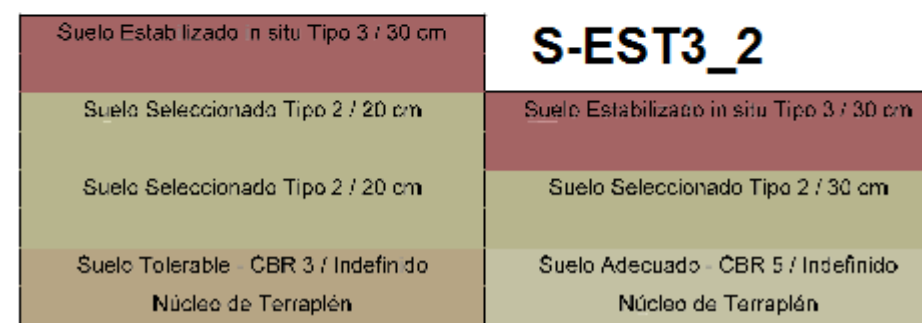 Suelo Estabilizado in situ Tipo 3 / 30 cm
S-EST3_2
Suelo Seleccionado Tipo 2 / 20 cm
Suelo Estabilizado in situ Tipo 3 / 30 cm
Suelo Seleccionado Tipo 2 / 20 cm
Suelo Seleccionado Tipo 2 / 30 cm
Suelo Tolerable - CBR 3 / Indefinido
Suelo Adecuado - CBR 5 / Indefinido
Núcleo de Terraplén
Núcleo de Terraplén